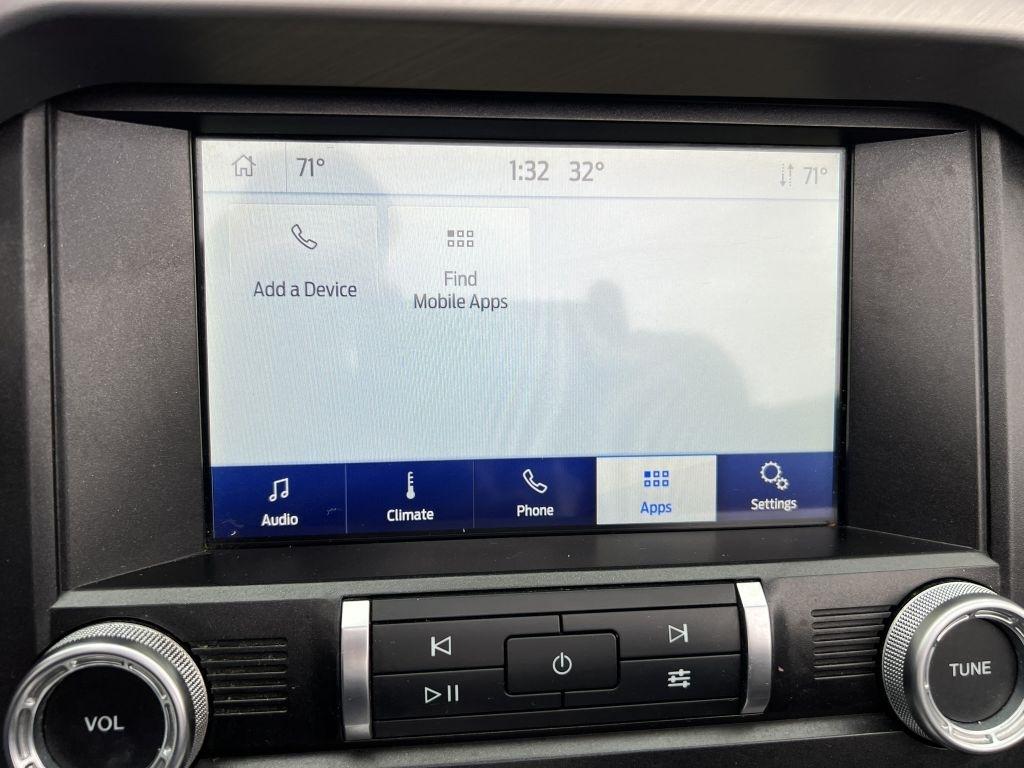 71° 1:32 32° 71°
Add a Device
Find
Mobile Apps
Audio Climate Phone Apps Settings
VOL
TUNE